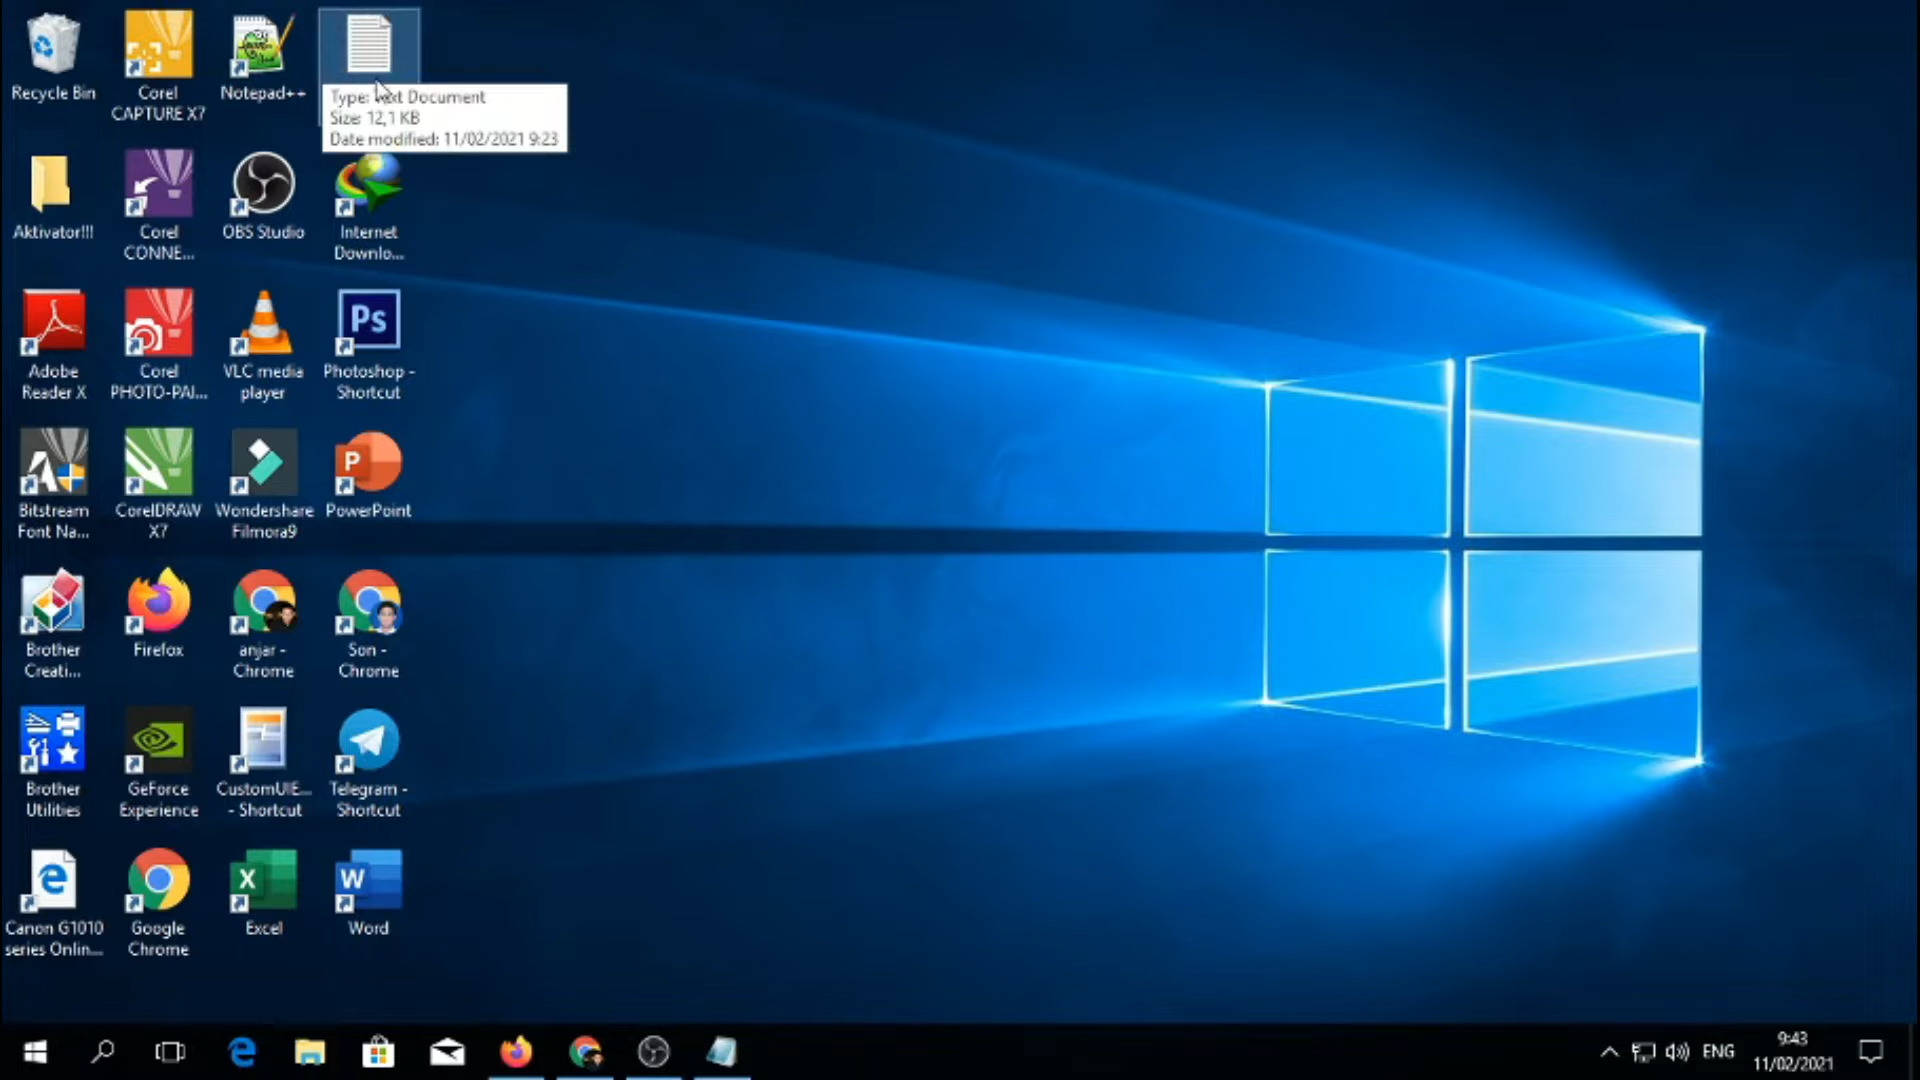 Recycle Bin
Corel
CAPTURE X7
Notepad++
Type: Text Document
Size: 12,1 KB
Date modified: 11/02/2021 9:23
Aktivator!!!
Corel
CONNE...
OBS Studio
Internet
Downlo...
Adobe
Reader X
Corel
PHOTO-PAI...
VLC media
player
Ps
Photoshop -
Shortcut
Bitstream
Font Na...
CorelDRAW
X7
Wondershare
Filmora9
P
PowerPoint
Brother
Creati...
Firefox
anjar -
Chrome
Son -
Chrome
Brother
Utilities
GeForce
Experience
CustomUIE...
- Shortcut
Telegram -
Shortcut
Canon G1010
series Onlin...
Google
Chrome
X
Excel
W
Word
ENG
9:43
11/02/2021